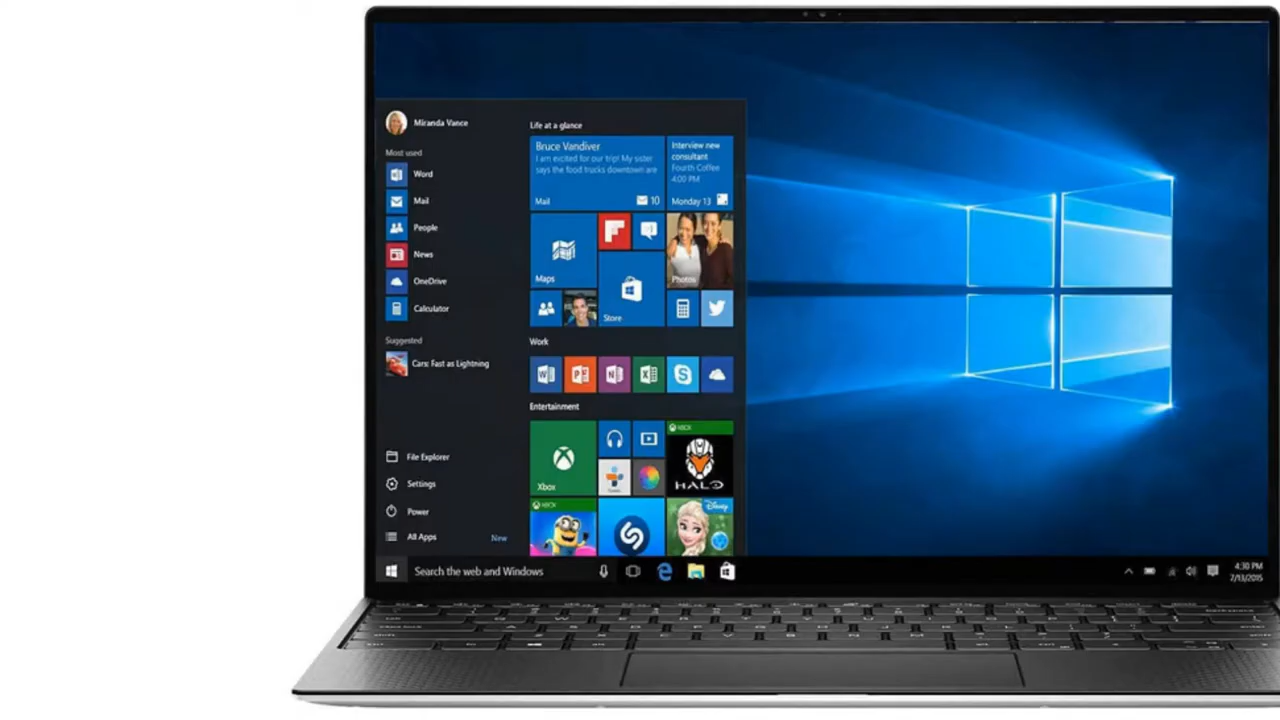 Miranda Vance
Most used
Word
Mail
People
News
OneDrive
Calculator
Suggested
Cars: Fast as Lightning
File Explorer
Settings
Power
All Apps
New
Life at a glance
Bruce Vandiver
I am excited for our trip! My sister
says the food trucks downtown are
Mail
10
Interview new
consultant
Fourth Coffee
4:00 PM
Monday 13
Maps
Store
Photos
Work
Entertainment
Xbox
XBOX
HALO
XBOX
Disney
Search the web and Windows
4:30 PM
7/13/2015